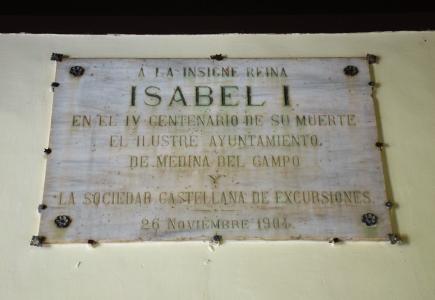 A LA INSIGNE REINA
ISABEL I
EN EL IV CENTENARIO DE SU MUERTE
EL ILUSTRE AYUNTAMIENTO.
DE MEDINA DEL CAMPO
Y
LA SOCIEDAD CASTELLANA DE EXCURSIONES.
26 NOVIEMBRE 1904.